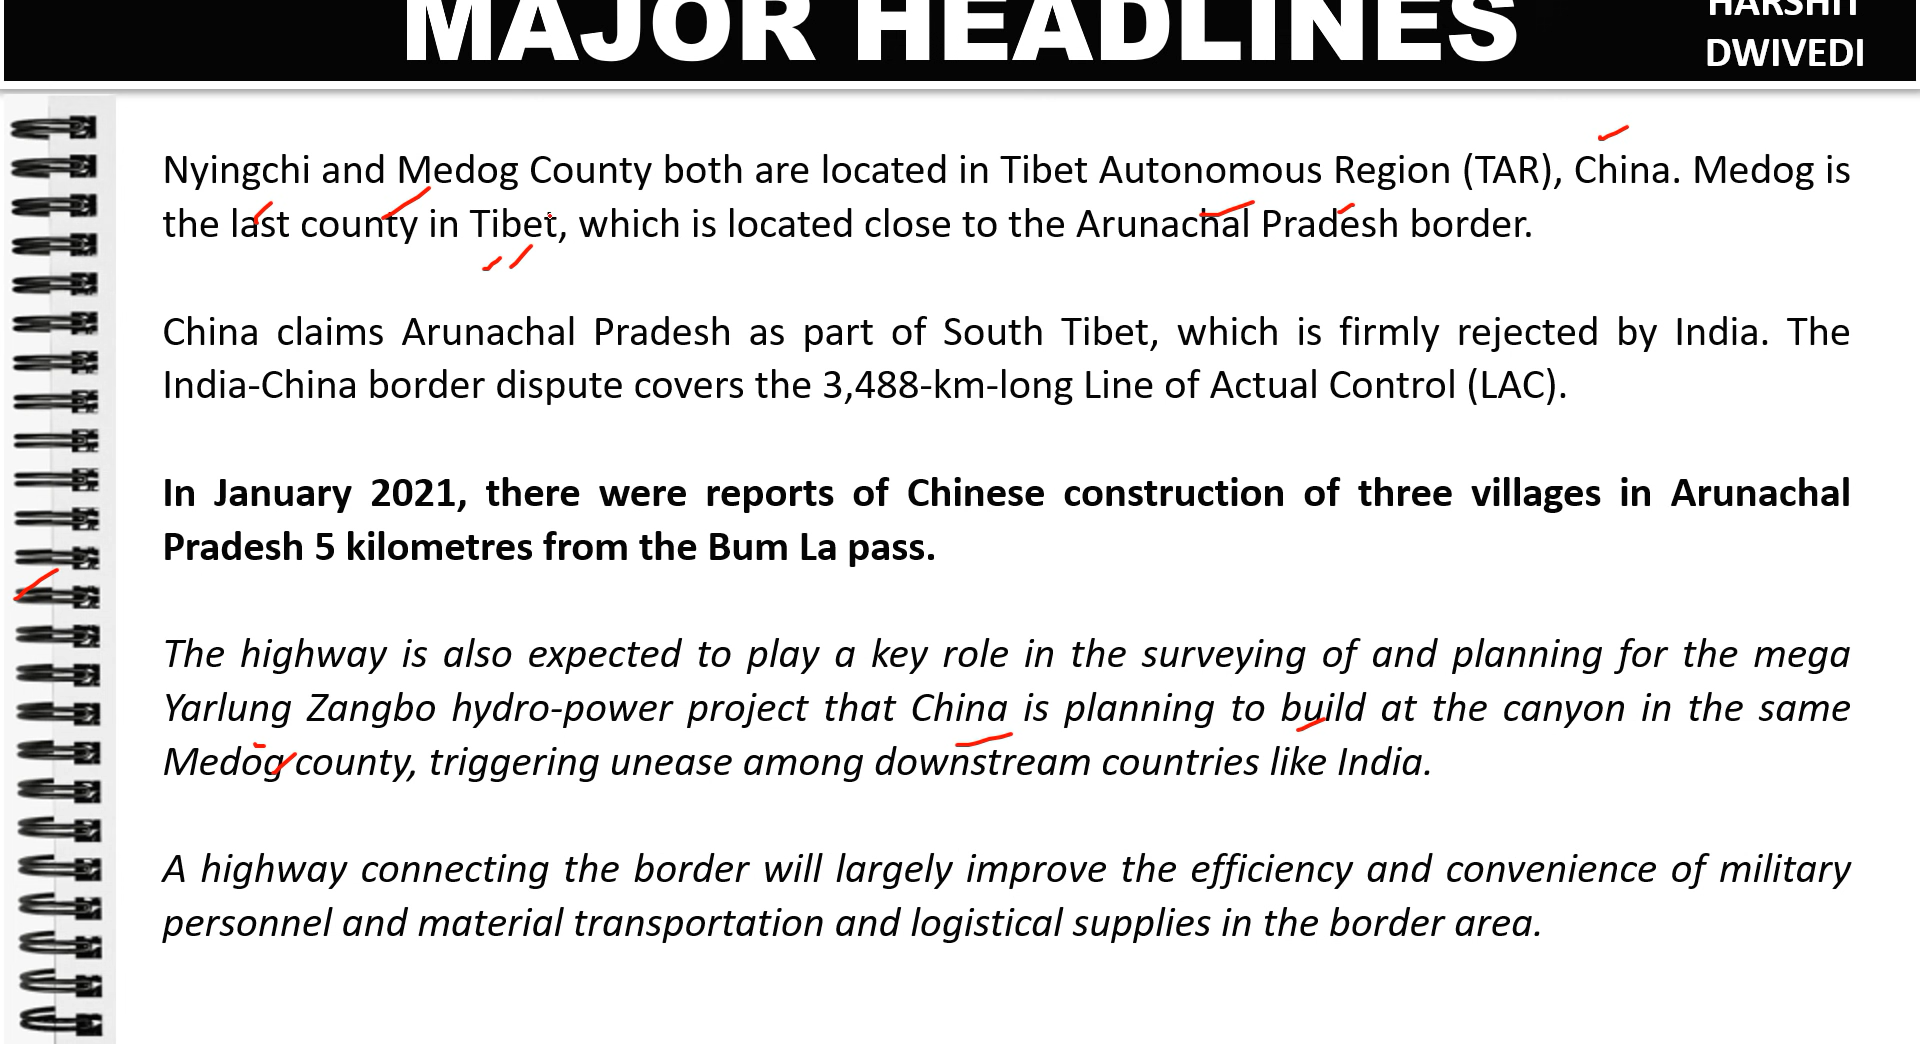 MAJOR HEADLINES
HARSHIT
DWIVEDI
Nyingchi and Medog County both are located in Tibet Autonomous Region (TAR), China. Medog is
the last county in Tibet, which is located close to the Arunachal Pradesh border.
China claims Arunachal Pradesh as part of South Tibet, which is firmly rejected by India. The
India-China border dispute covers the 3,488-km-long Line of Actual Control (LAC).
In January 2021, there were reports of Chinese construction of three villages in Arunachal
Pradesh 5 kilometres from the Bum La pass.
The highway is also expected to play a key role in the surveying of and planning for the mega
Yarlung Zangbo hydro-power project that China is planning to build at the canyon in the same
Medog county, triggering unease among downstream countries like India.
A highway connecting the border will largely improve the efficiency and convenience of military
personnel and material transportation and logistical supplies in the border area.